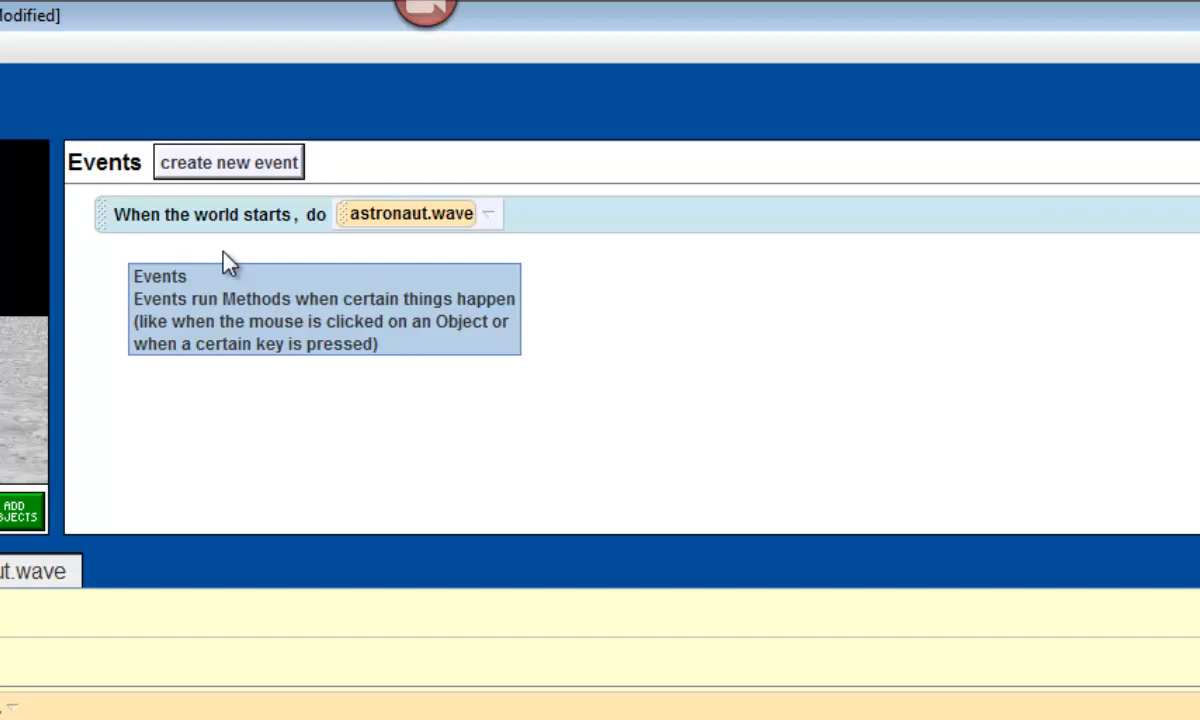 Modified]
Events create new event
When the world starts, do astronaut.wave
Events
Events run Methods when certain things happen
(like when the mouse is clicked on an Object or
when a certain key is pressed)
ADD
BJECTS
ut.wave